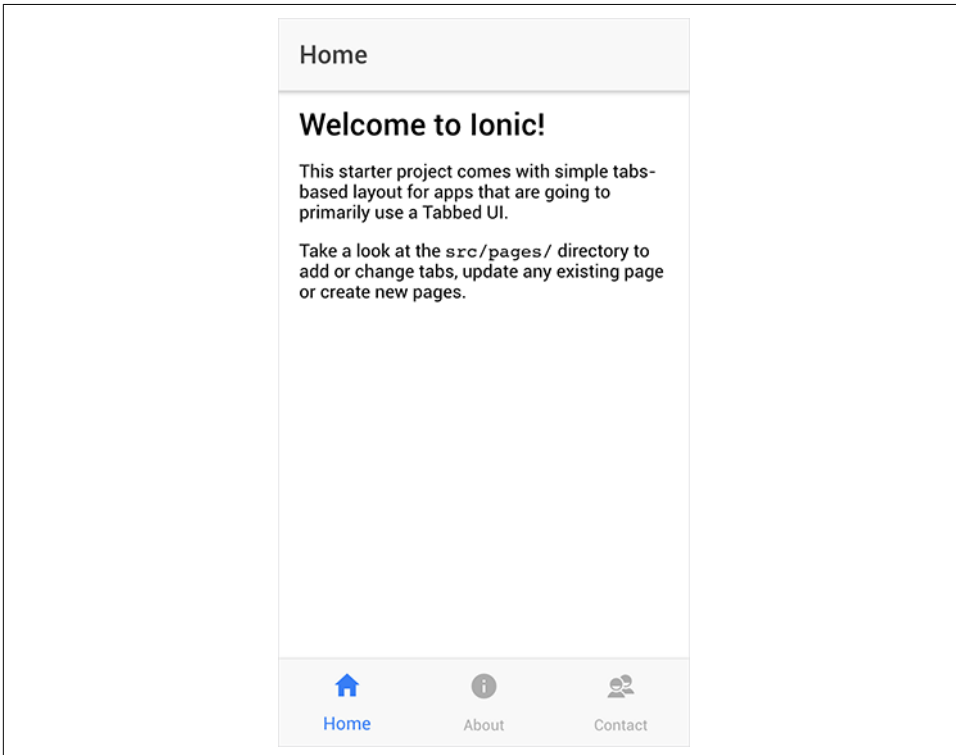 Home
Welcome to Ionic!
This starter project comes with simple tabs-
based layout for apps that are going to
primarily use a Tabbed UI.
Take a look at the src/pages/ directory to
add or change tabs, update any existing page
or create new pages.
Home
About
Contact